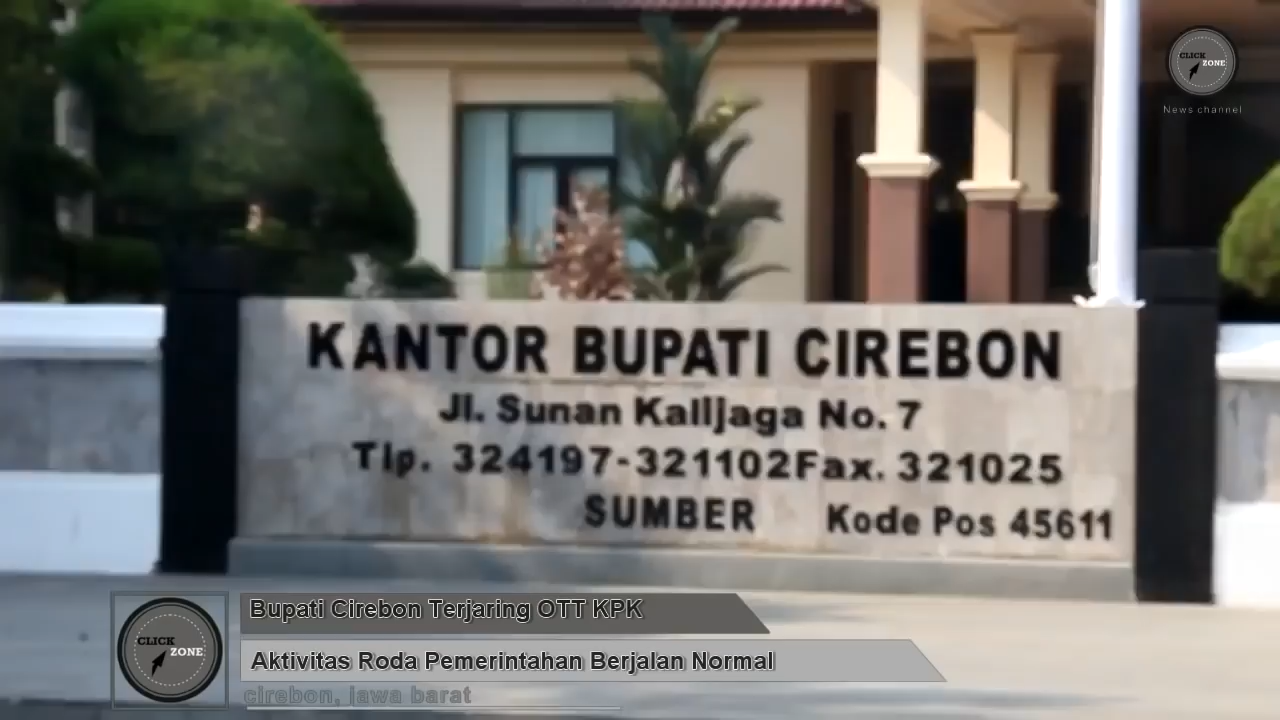 CLICK
ZONE
News channel
KANTOR BUPATI CIREBON
Jl. Sunan Kalijaga No. 7
Tlp. 324197-321102Fax. 321025
SUMBER Kode Pos 45611
Bupati Cirebon Terjaring OTT KPK
CLICK
ZONE
Aktivitas Roda Pemerintahan Berjalan Normal
cirebon, jawa barat